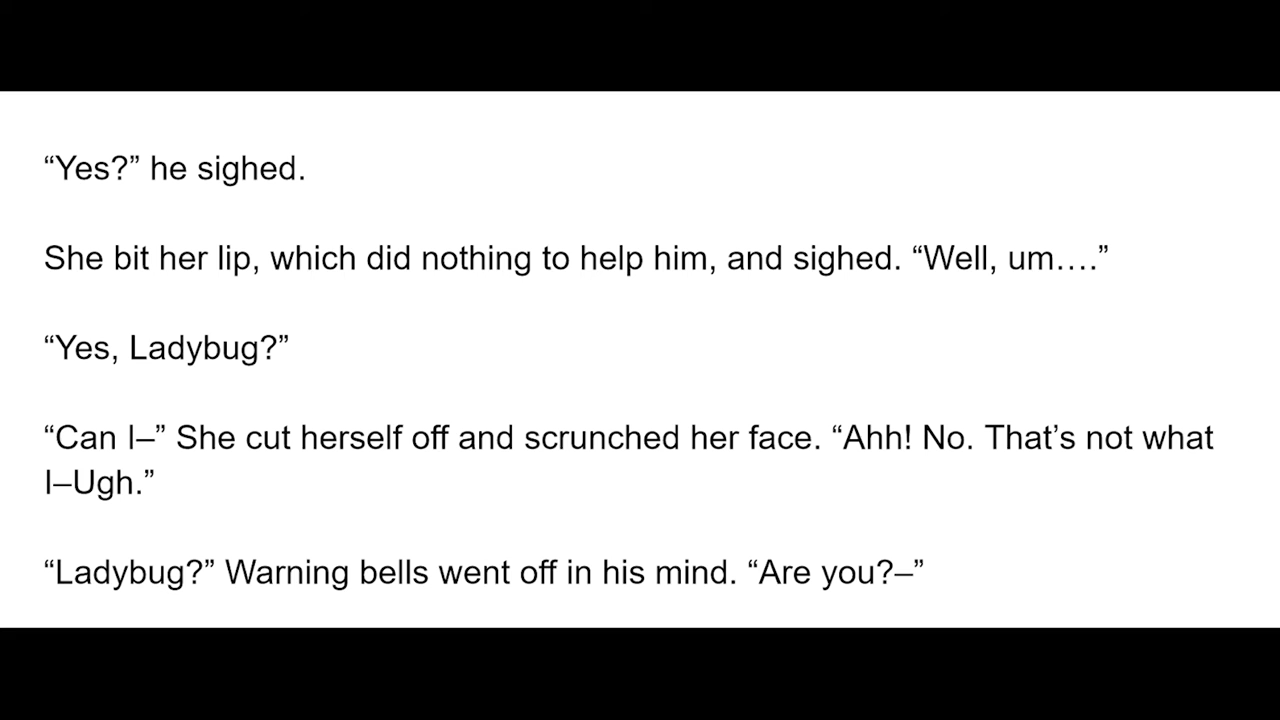 “Yes?” he sighed.
She bit her lip, which did nothing to help him, and sighed. “Well, um….”
“Yes, Ladybug?”
“Can I–” She cut herself off and scrunched her face. “Ahh! No. That’s not what
I–Ugh.”
“Ladybug?” Warning bells went off in his mind. “Are you?–”